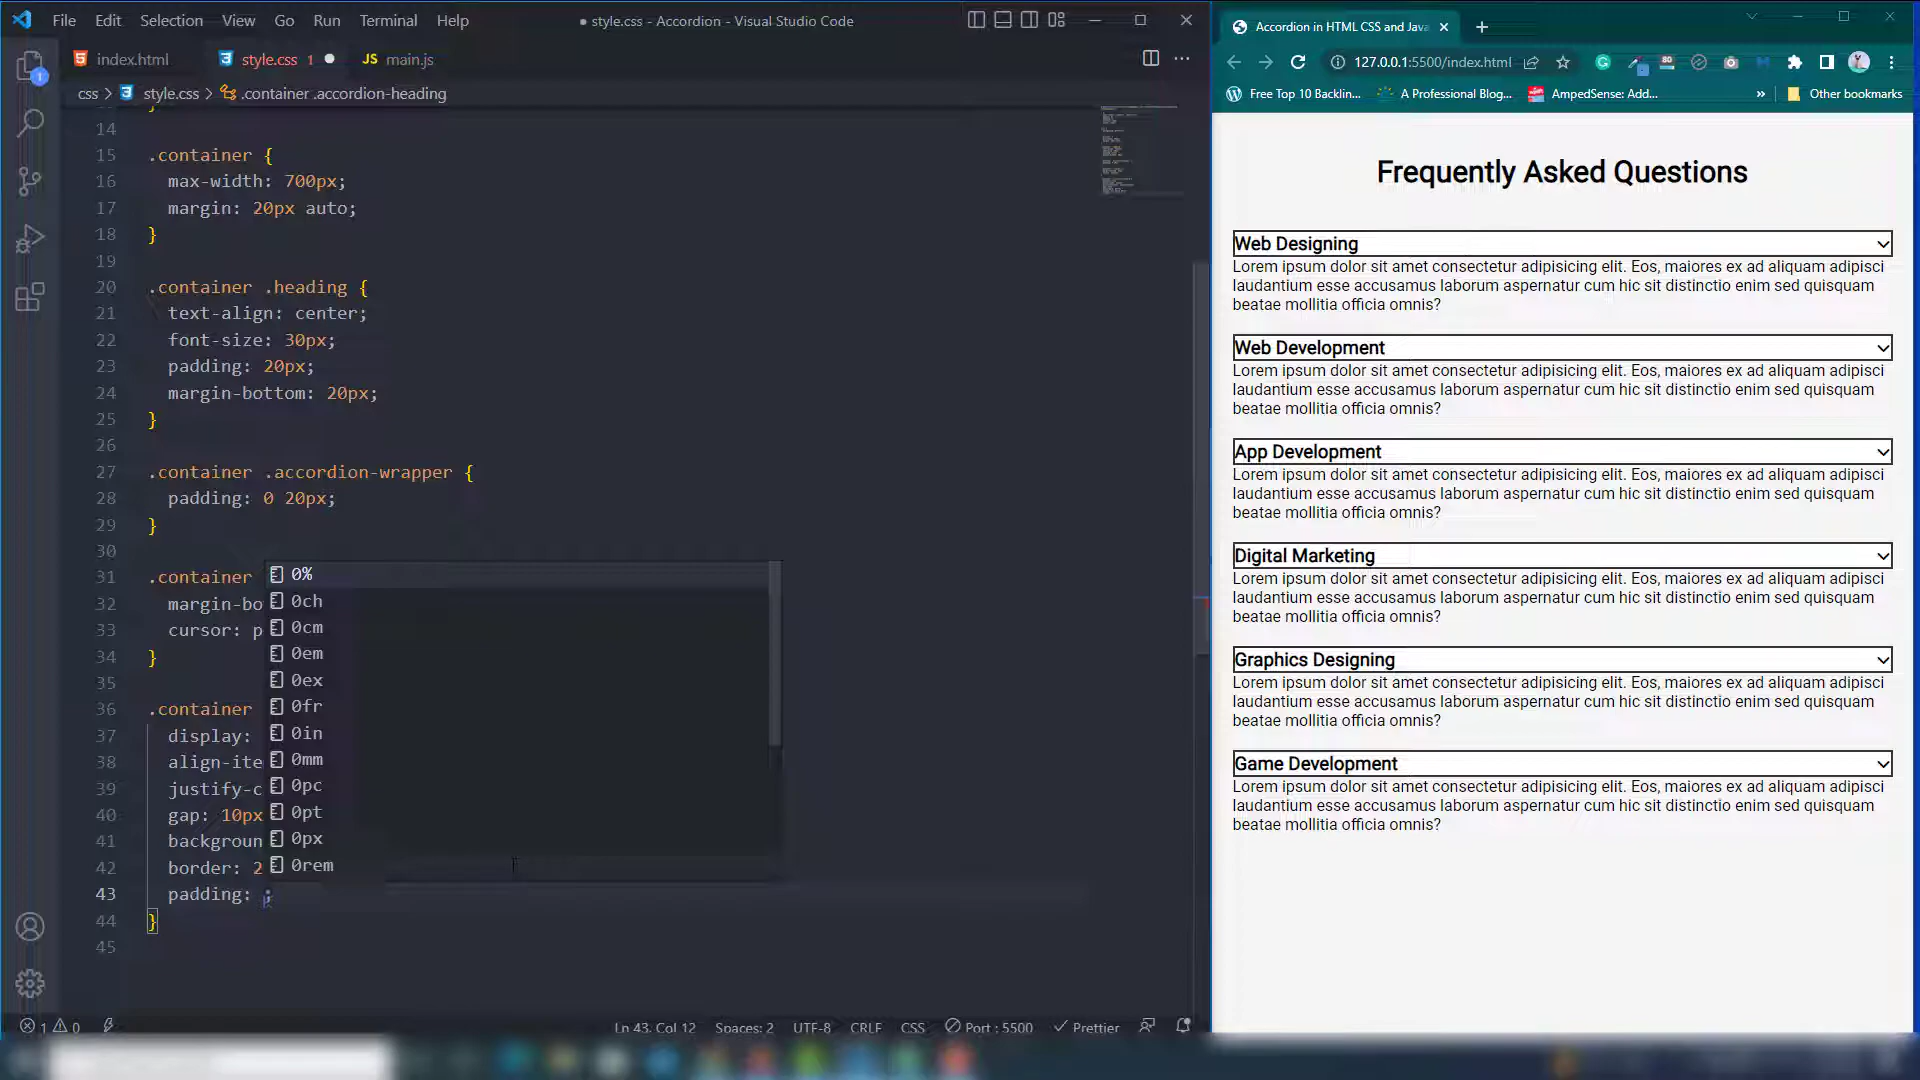 File Edit Selection View Go Run Terminal Help
● style.css - Accordion - Visual Studio Code
index.html
style.css 1
JS main.js
css > style.css > .container .accordion-heading
14
15 .container {
16 max-width: 700px;
17 margin: 20px auto;
18 }
19
20 .container .heading {
21 text-align: center;
22 font-size: 30px;
23 padding: 20px;
24 margin-bottom: 20px;
25 }
26
27 .container .accordion-wrapper {
28 padding: 0 20px;
29 }
30
31 .container
32 margin-bo
33 cursor: p
34 }
35
36 .container
37 display:
38 align-ite
39 justify-c
40 gap: 10px
41 backgroun
42 border: 2
43 padding: ;
44 }
45
0%
0ch
0cm
0em
0ex
0fr
0in
0mm
0pc
0pt
0px
0rem
1
1 0
Ln 43, Col 12 Spaces: 2 UTF-8 CRLF CSS Port : 5500 Prettier
Accordion in HTML CSS and Java
127.0.0.1:5500/index.html
80
Free Top 10 Backlin...
A Professional Blog...
AmpedSense: Add...
»
Other bookmarks
Frequently Asked Questions
Web Designing
Lorem ipsum dolor sit amet consectetur adipisicing elit. Eos, maiores ex ad aliquam adipisci
laudantium esse accusamus laborum aspernatur cum hic sit distinctio enim sed quisquam
beatae mollitia officia omnis?
Web Development
Lorem ipsum dolor sit amet consectetur adipisicing elit. Eos, maiores ex ad aliquam adipisci
laudantium esse accusamus laborum aspernatur cum hic sit distinctio enim sed quisquam
beatae mollitia officia omnis?
App Development
Lorem ipsum dolor sit amet consectetur adipisicing elit. Eos, maiores ex ad aliquam adipisci
laudantium esse accusamus laborum aspernatur cum hic sit distinctio enim sed quisquam
beatae mollitia officia omnis?
Digital Marketing
Lorem ipsum dolor sit amet consectetur adipisicing elit. Eos, maiores ex ad aliquam adipisci
laudantium esse accusamus laborum aspernatur cum hic sit distinctio enim sed quisquam
beatae mollitia officia omnis?
Graphics Designing
Lorem ipsum dolor sit amet consectetur adipisicing elit. Eos, maiores ex ad aliquam adipisci
laudantium esse accusamus laborum aspernatur cum hic sit distinctio enim sed quisquam
beatae mollitia officia omnis?
Game Development
Lorem ipsum dolor sit amet consectetur adipisicing elit. Eos, maiores ex ad aliquam adipisci
laudantium esse accusamus laborum aspernatur cum hic sit distinctio enim sed quisquam
beatae mollitia officia omnis?